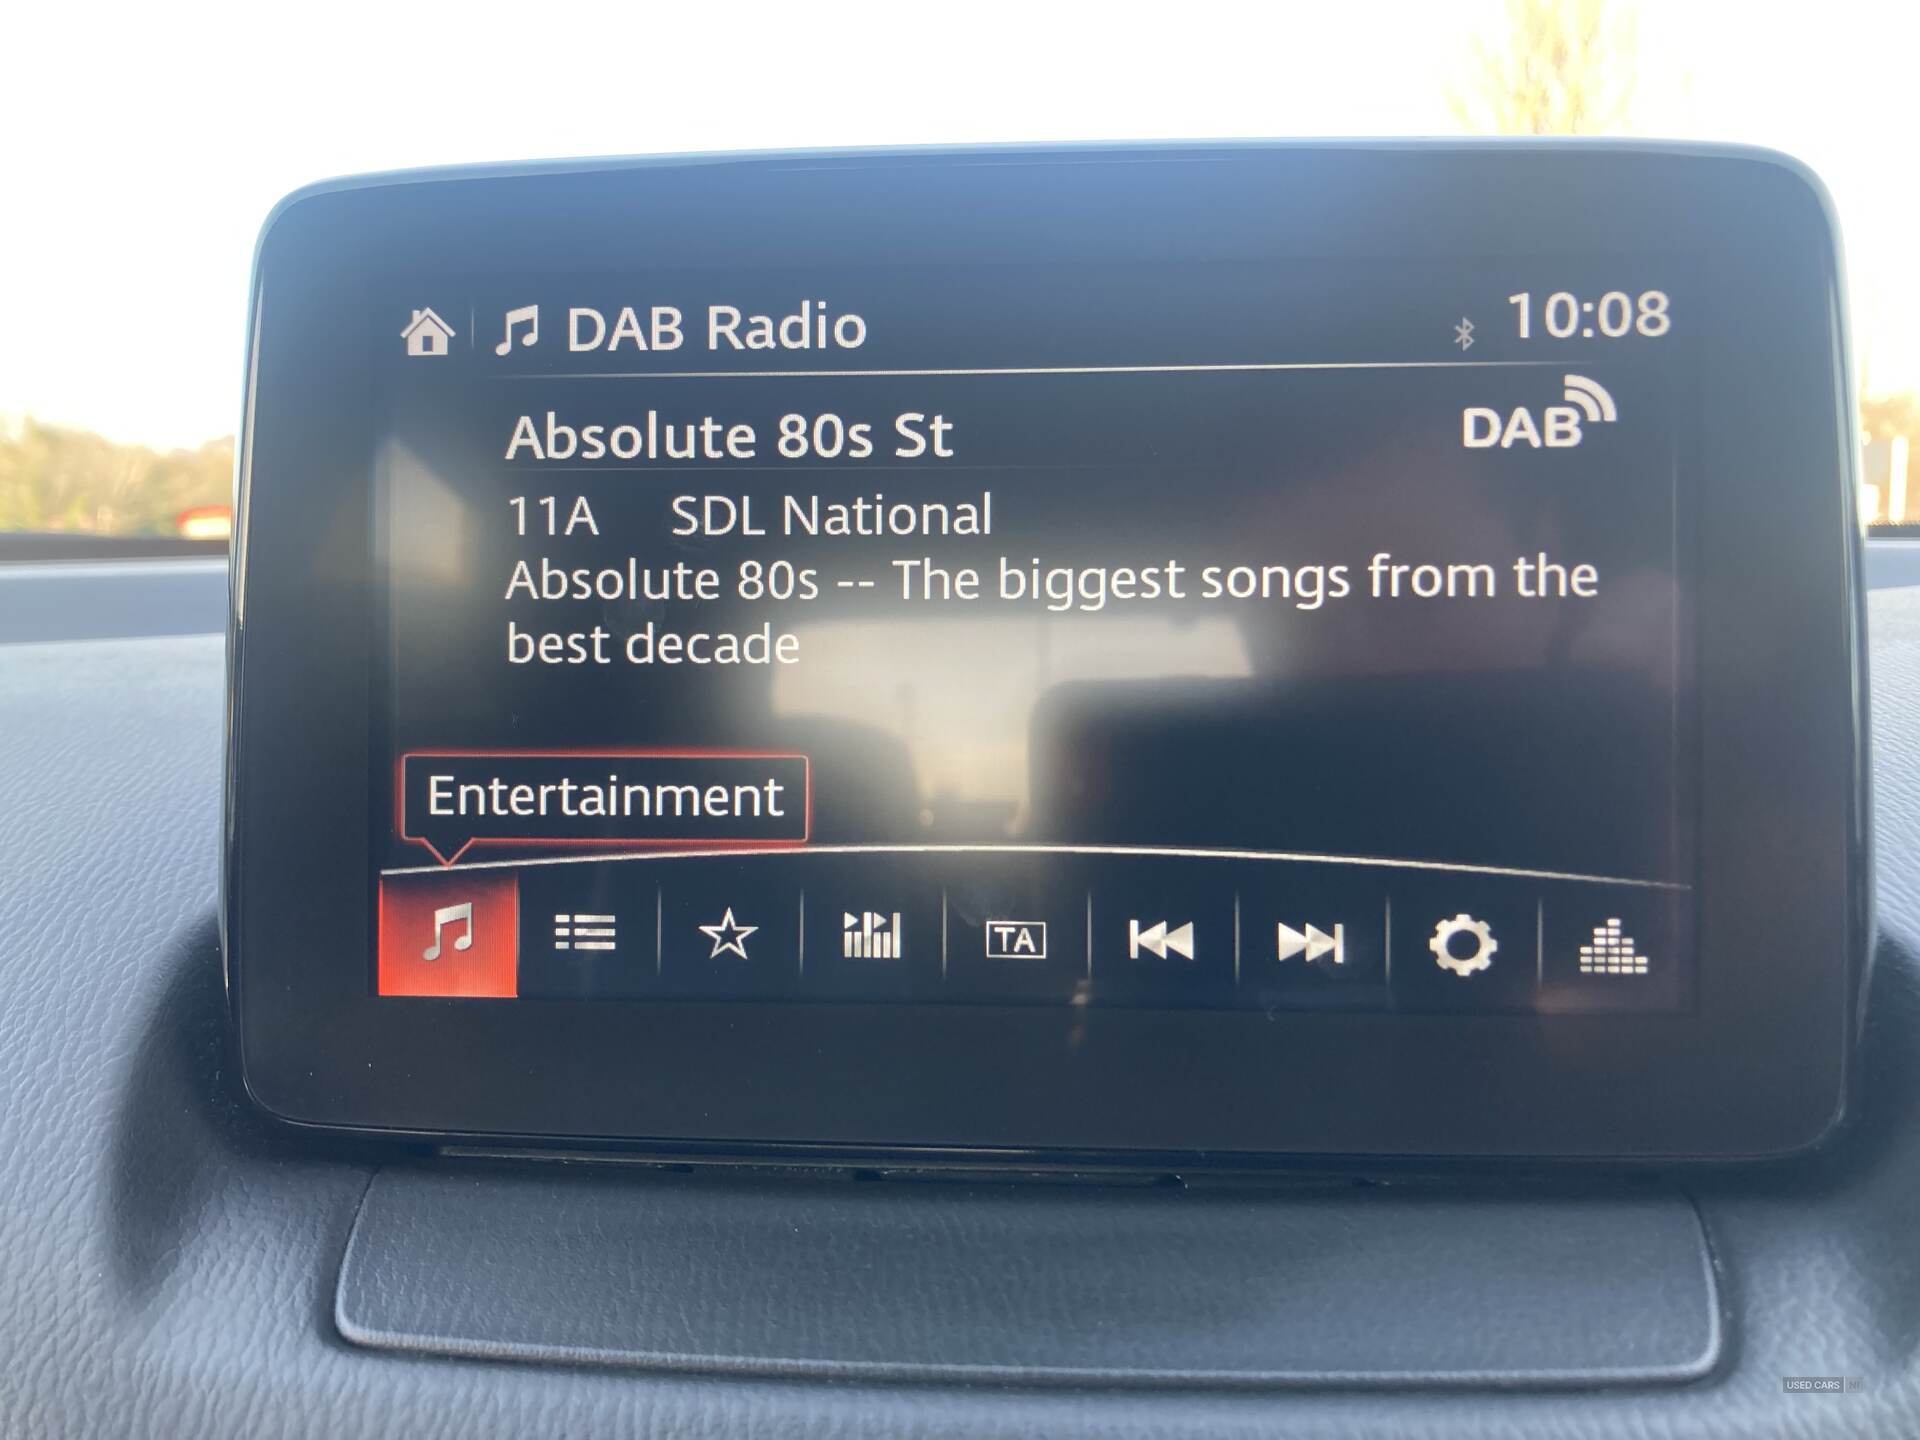 DAB Radio 10:08
Absolute 80s St DAB
11A SDL National
Absolute 80s -- The biggest songs from the
best decade
Entertainment
TA
USED CARS NI